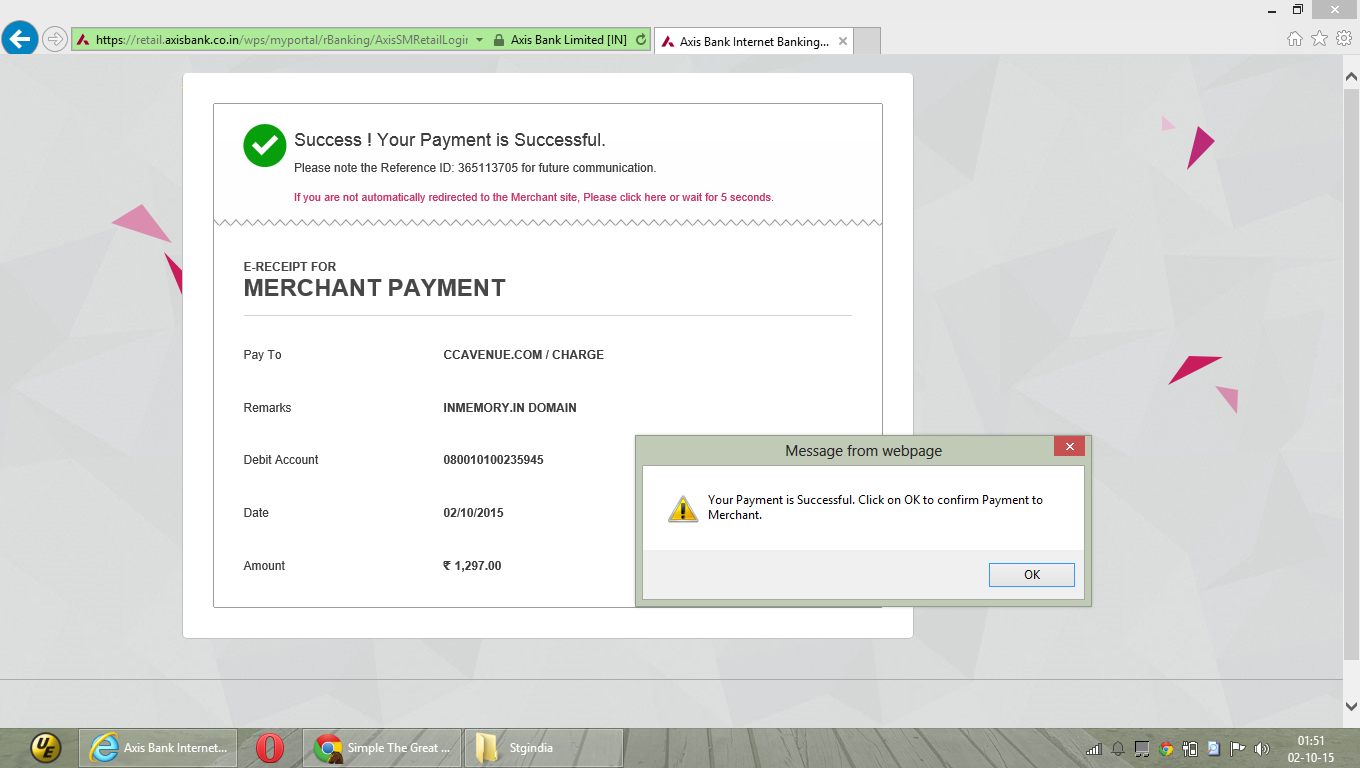 https://retail.axisbank.co.in/wps/myportal/rBanking/AxisSMRetailLogin
Axis Bank Limited [IN]
Axis Bank Internet Banking...
Success ! Your Payment is Successful.
Please note the Reference ID: 365113705 for future communication.
If you are not automatically redirected to the Merchant site, Please click here or wait for 5 seconds.
E-RECEIPT FOR
MERCHANT PAYMENT
Pay To CCAVENUE.COM / CHARGE
Remarks INMEMORY.IN DOMAIN
Debit Account 080010100235945
Date 02/10/2015
Amount ₹ 1,297.00
Message from webpage
Your Payment is Successful. Click on OK to confirm Payment to
Merchant.
OK
UE
Axis Bank Internet...
Simple The Great ...
Stgindia
01:51
02-10-15